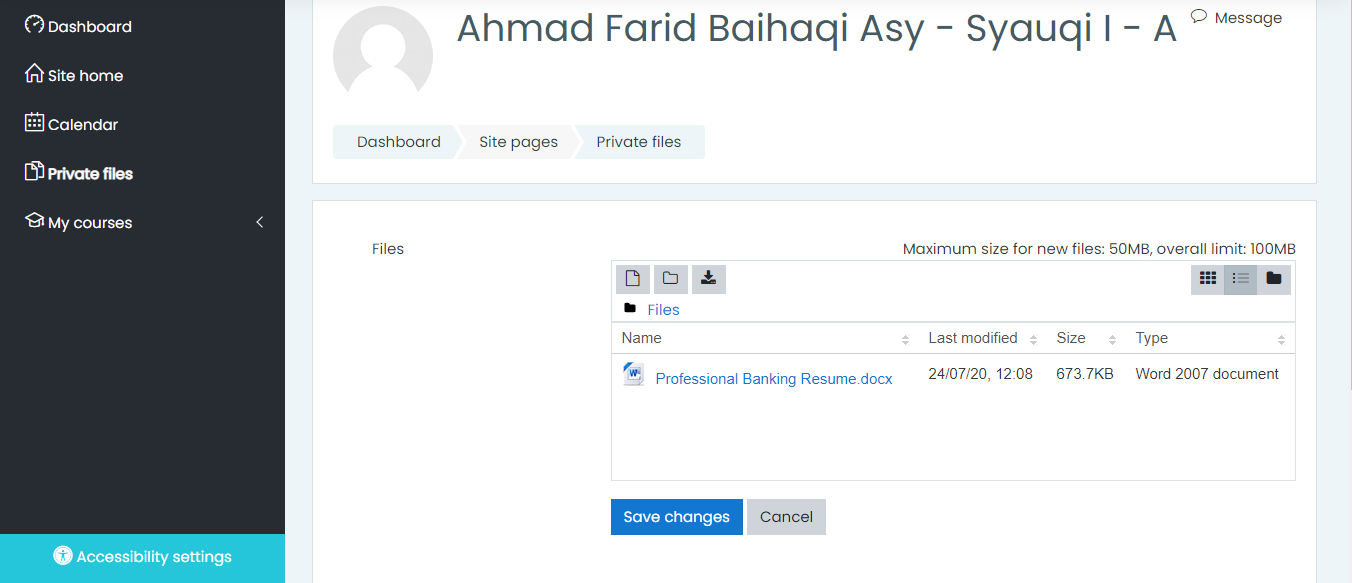 Dashboard
Site home
Calendar
Private files
My courses
Accessibility settings
Ahmad Farid Baihaqi Asy - Syauqi I - A
Message
Dashboard
Site pages
Private files
Files
Maximum size for new files: 50MB, overall limit: 100MB
Files
Name Last modified Size Type
Professional Banking Resume.docx 24/07/20, 12:08 673.7KB Word 2007 document
Save changes
Cancel